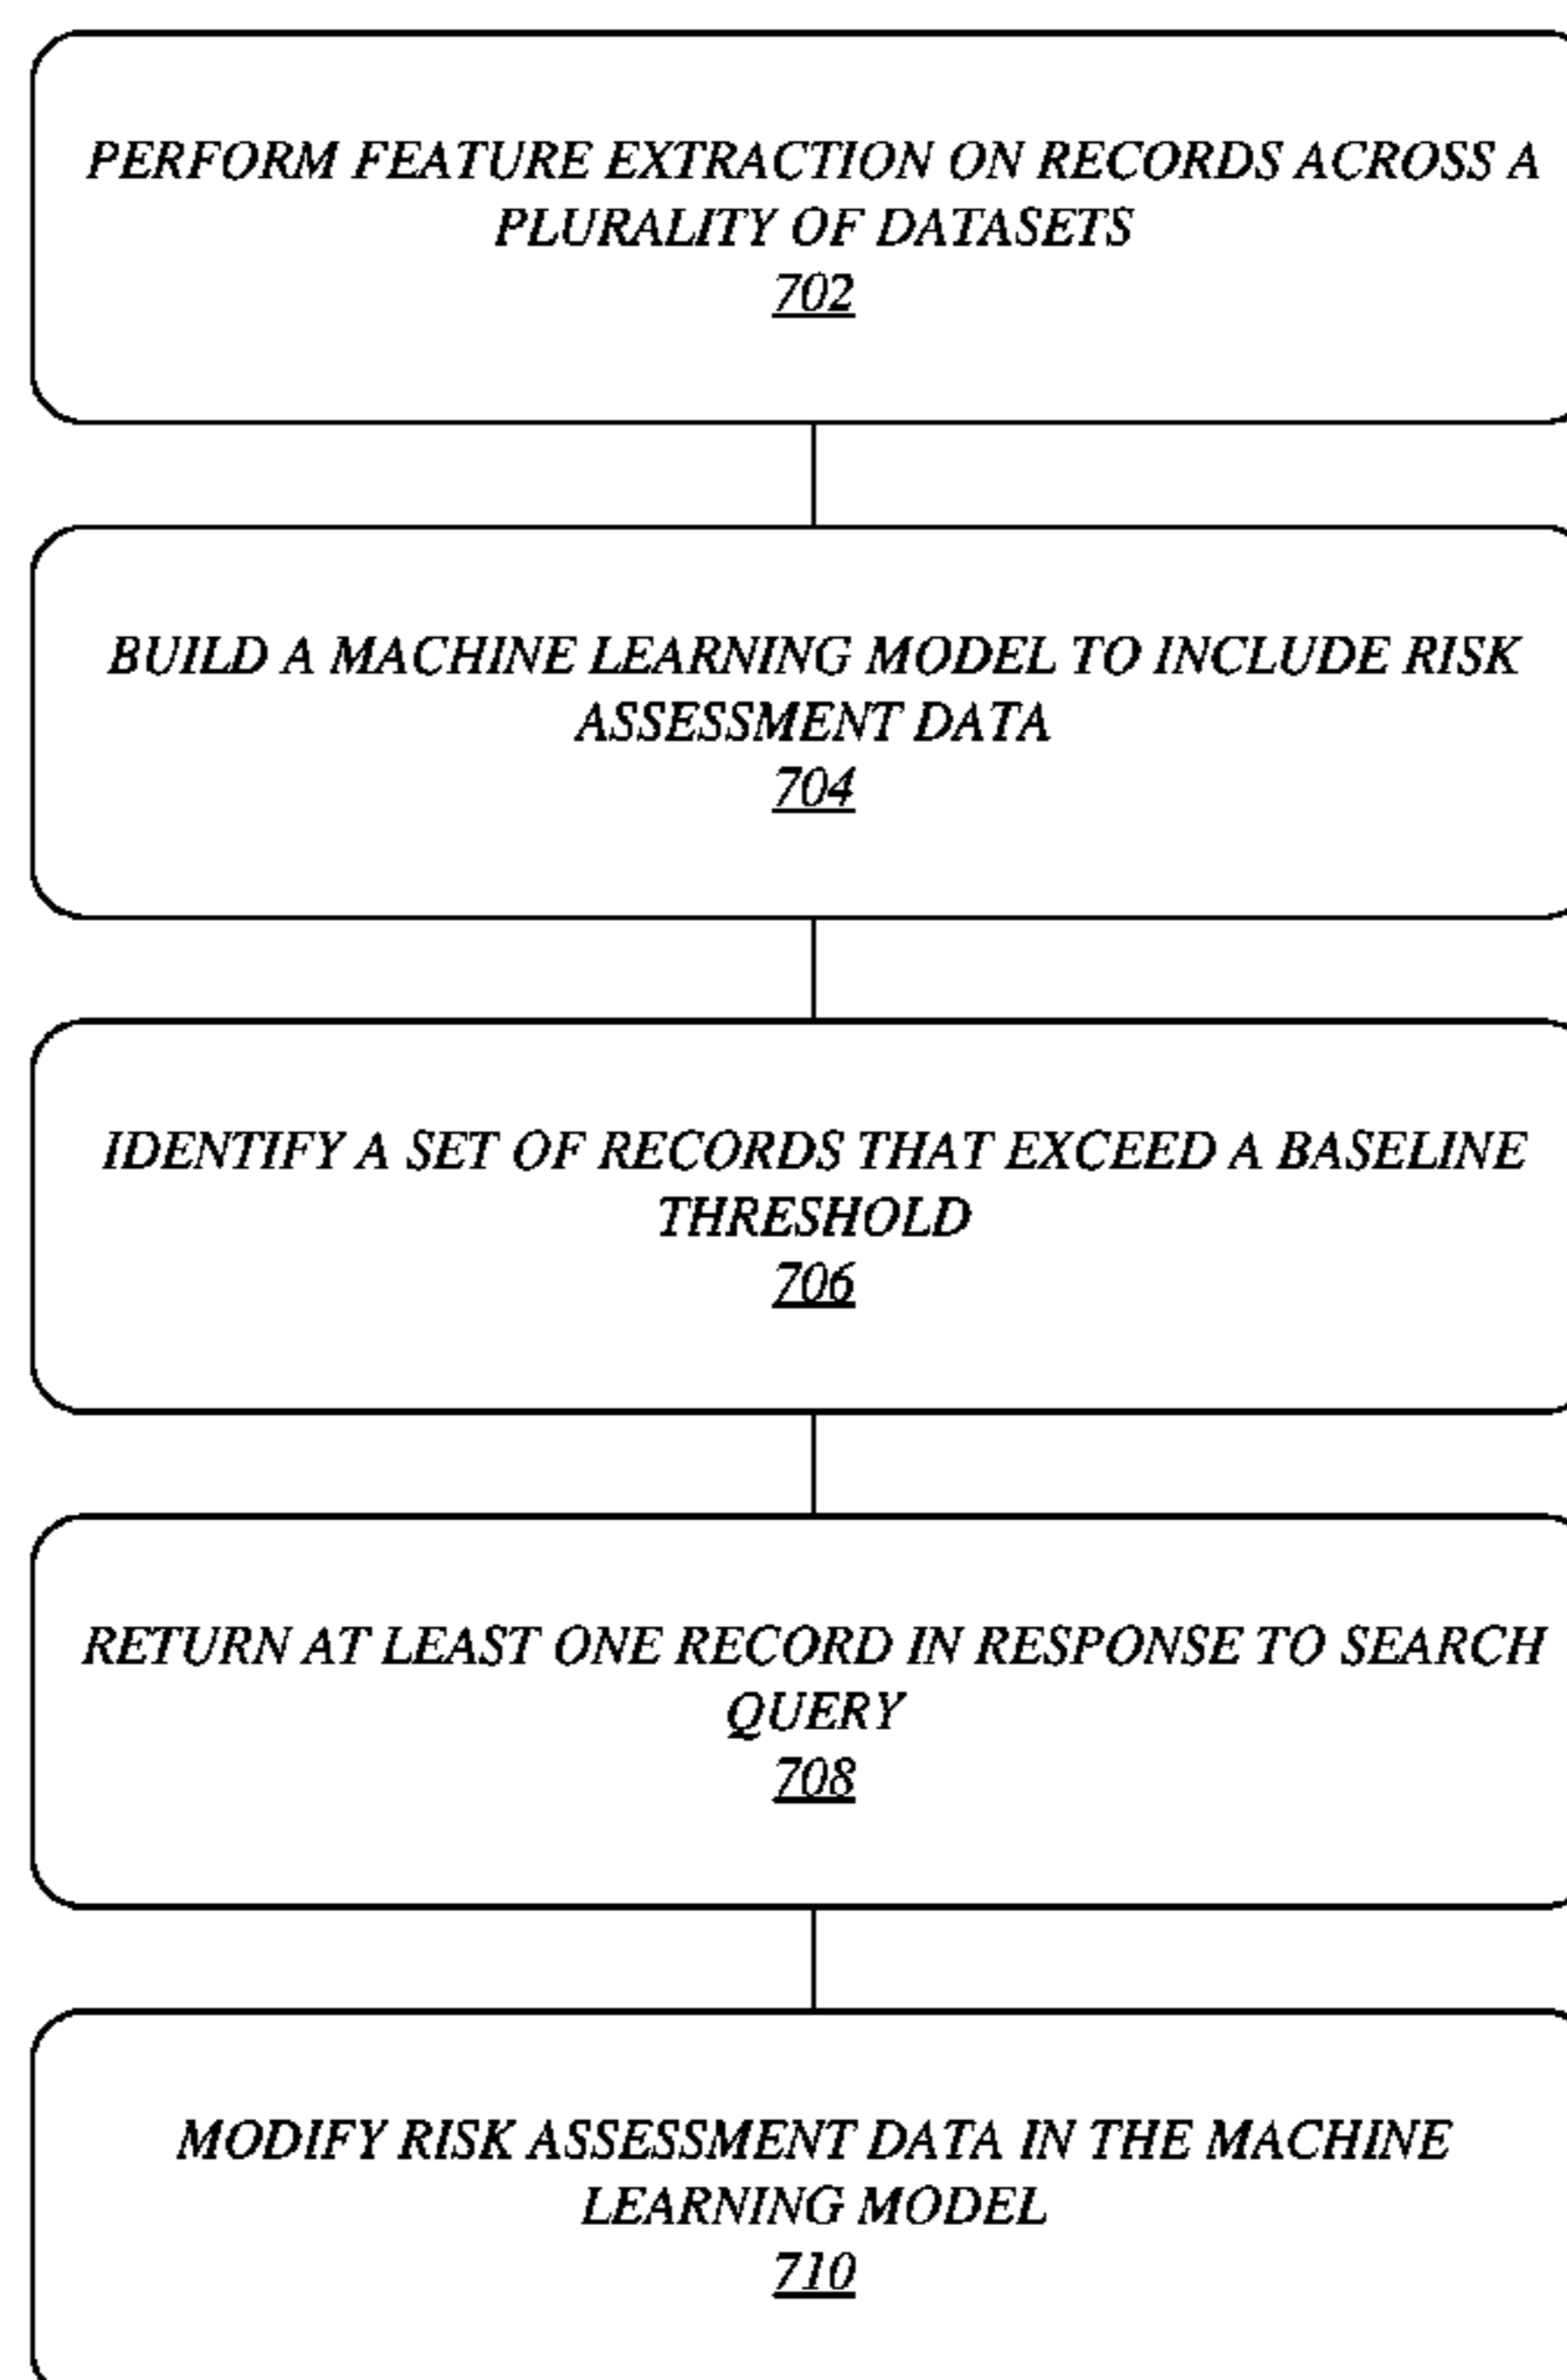 PERFORM FEATURE EXTRACTION ON RECORDS ACROSS A
PLURALITY OF DATASETS
702
BUILD A MACHINE LEARNING MODEL TO INCLUDE RISK
ASSESSMENT DATA
704
IDENTIFY A SET OF RECORDS THAT EXCEED A BASELINE
THRESHOLD
706
RETURN AT LEAST ONE RECORD IN RESPONSE TO SEARCH
QUERY
708
MODIFY RISK ASSESSMENT DATA IN THE MACHINE
LEARNING MODEL
710